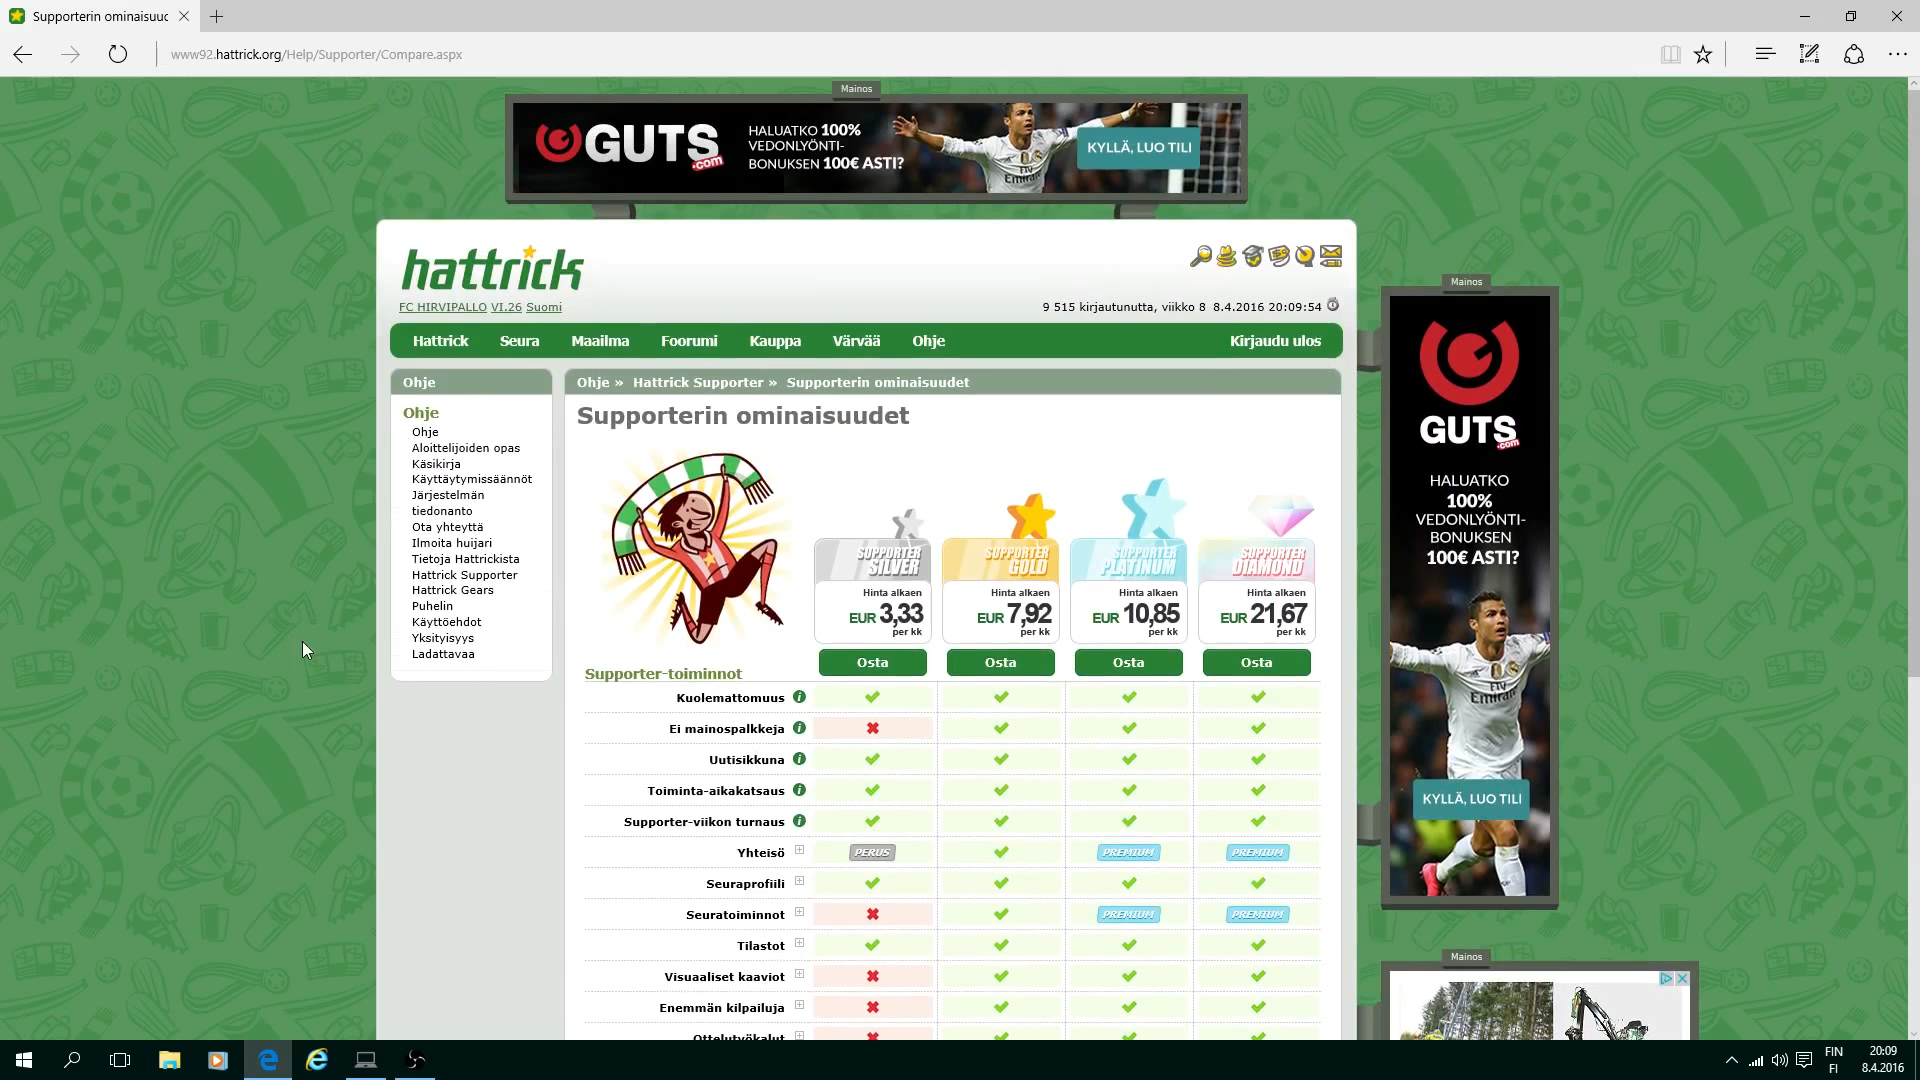 Supporterin ominaisuud
www92.hattrick.org/Help/Supporter/Compare.aspx
Mainos
GUTS.com
HALUATKO 100%
VEDONLYÖNTI-
BONUKSEN 100€ ASTI?
KYLLÄ, LUO TILI
hattrick
FC HIRVIPALLO VI.26 Suomi
9 515 kirjautunutta, viikko 8 8.4.2016 20:09:54
Hattrick Seura Maailma Foorumi Kauppa Värvää Ohje Kirjaudu ulos
Ohje
Ohje
Ohje
Aloittelijoiden opas
Käsikirja
Käyttäytymissäännöt
Järjestelmän
tiedonanto
Ota yhteyttä
Ilmoita huijari
Tietoja Hattrickista
Hattrick Supporter
Hattrick Gears
Puhelin
Käyttöehdot
Yksityisyys
Ladattavaa
Ohje » Hattrick Supporter » Supporterin ominaisuudet
Supporterin ominaisuudet
SUPPORTER SILVER
Hinta alkaen
EUR 3,33
per kk
Osta
SUPPORTER GOLD
Hinta alkaen
EUR 7,92
per kk
Osta
SUPPORTER PLATINUM
Hinta alkaen
EUR 10,85
per kk
Osta
SUPPORTER DIAMOND
Hinta alkaen
EUR 21,67
per kk
Osta
Supporter-toiminnot
Kuolemattomuus
Ei mainospalkkeja
Uutisikkuna
Toiminta-aikakatsaus
Supporter-viikon turnaus
Yhteisö PERUS PREMIUM PREMIUM
Seuraprofiili
Seuratoiminnot PREMIUM PREMIUM
Tilastot
Visuaaliset kaaviot
Enemmän kilpailuja
Ottelutyökalut
Mainos
GUTS.com
HALUATKO
100%
VEDONLYÖNTI-
BONUKSEN
100€ ASTI?
Fly
Emirates
KYLLÄ, LUO TILI
Mainos
FIN
FI
20:09
8.4.2016